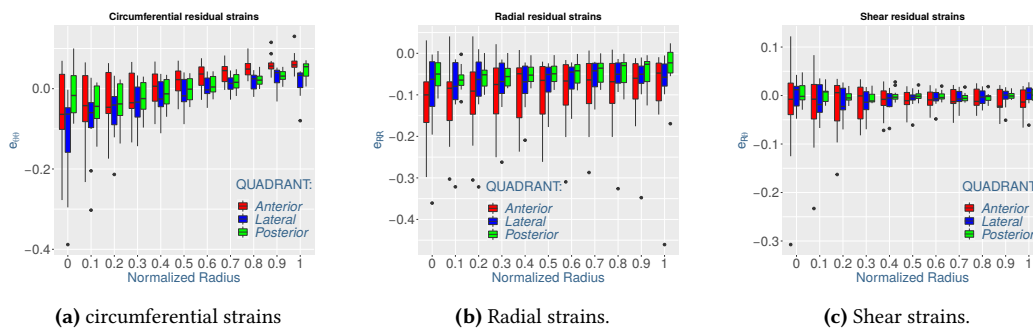 Circumferential residual strains
0.0
−0.2
−0.4
eΘΘ
QUADRANT:
Anterior
Lateral
Posterior
0 0.1 0.2 0.3 0.4 0.5 0.6 0.7 0.8 0.9 1
Normalized Radius
(a) circumferential strains
Radial residual strains
0.0
−0.1
−0.2
−0.3
−0.4
eRR
QUADRANT:
Anterior
Lateral
Posterior
0 0.1 0.2 0.3 0.4 0.5 0.6 0.7 0.8 0.9 1
Normalized Radius
(b) Radial strains.
Shear residual strains
0.1
0.0
−0.1
−0.2
−0.3
QUADRANT:
Anterior
Lateral
Posterior
0 0.1 0.2 0.3 0.4 0.5 0.6 0.7 0.8 0.9 1
Normalized Radius
(c) Shear strains.